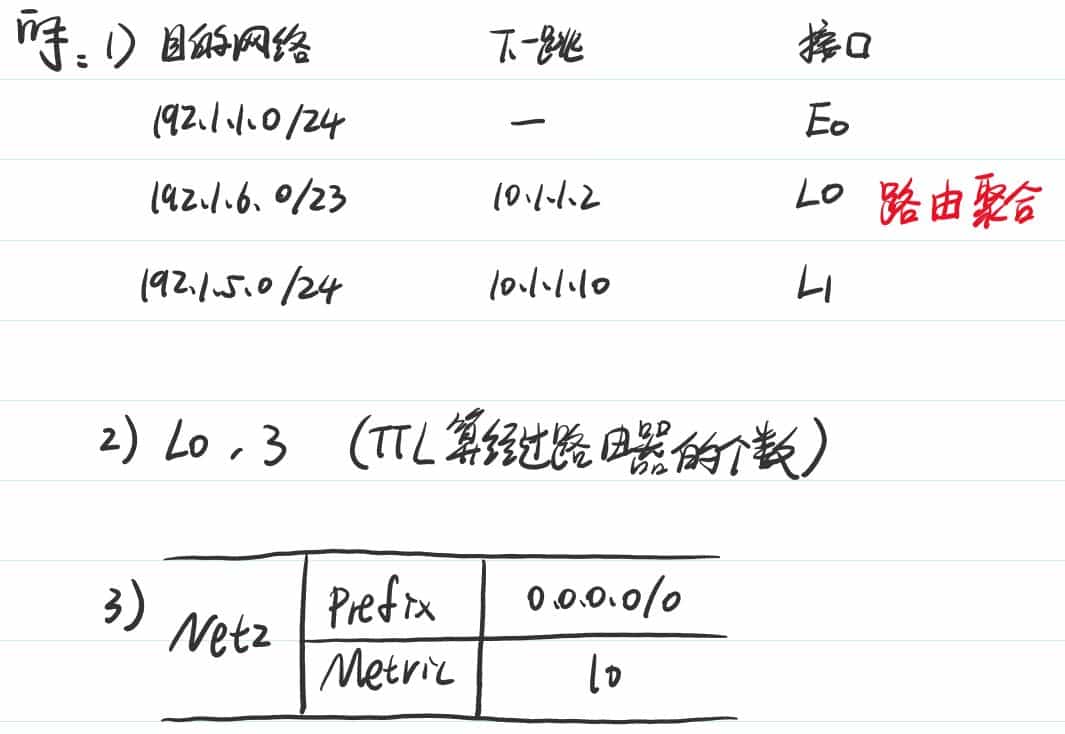 解: 1) 目的网络 下一跳 接口
192.1.1.0/24 — E0
192.1.6.0/23 10.1.1.2 L0 路由聚合
192.1.5.0/24 10.1.1.10 L1
2) L0, 3 (TTL算经过路由器的个数)
3) Net2 Prefix 0.0.0.0/0
Metric 10